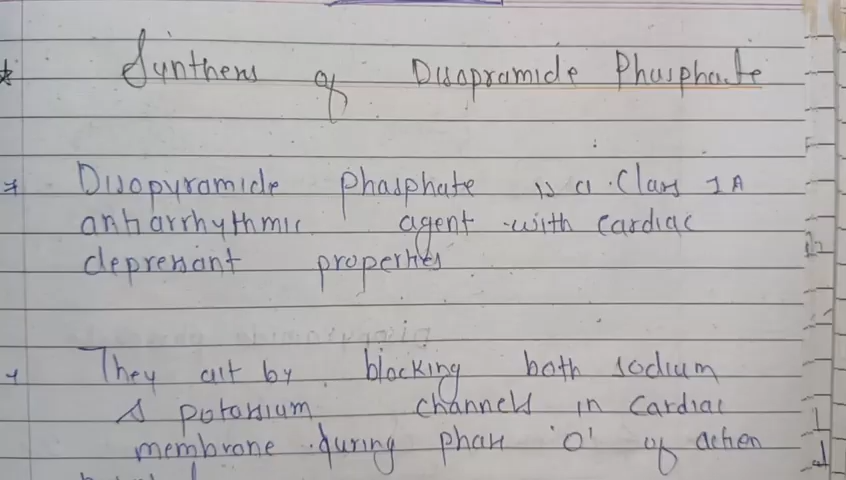 Synthesis of Disopramide Phosphate
* Disopyramide Phosphate is a Class IA
antiarrhythmic agent with cardiac
depressant properties
They act by blocking both sodium
& potassium channels in cardiac
membrane during phase 'O' of action